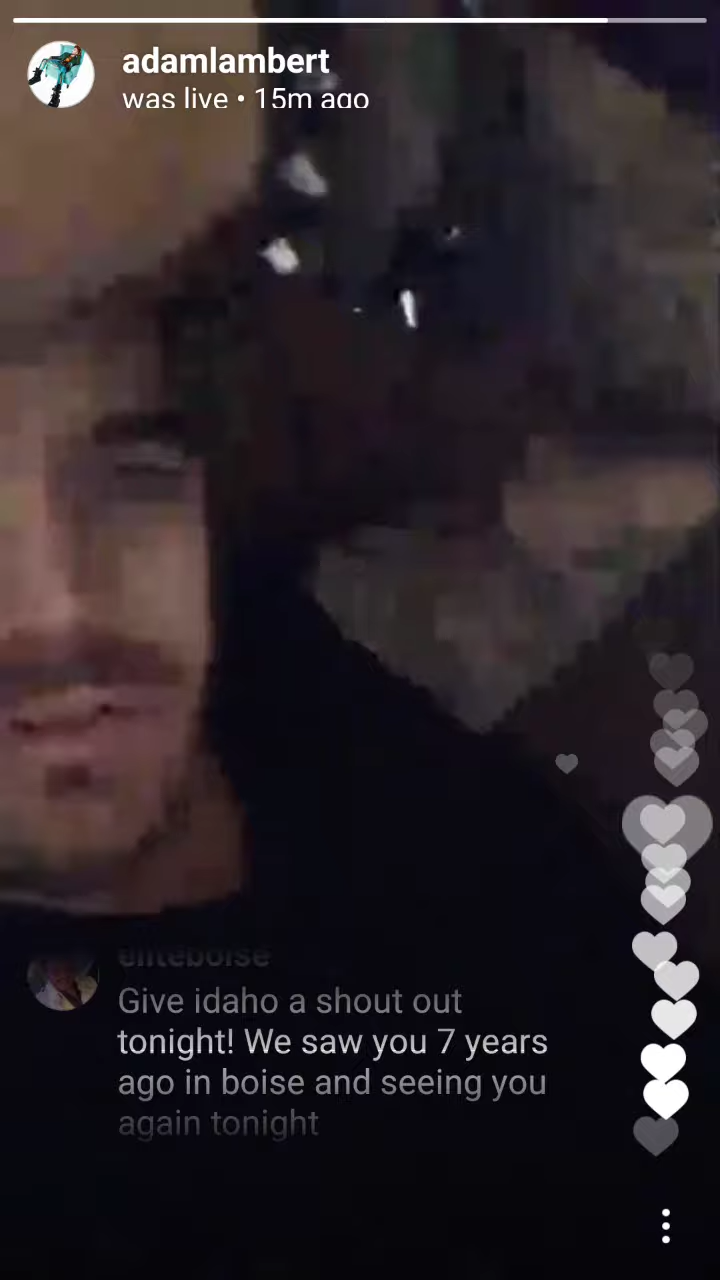 adamlambert
was live • 15m ago
eliteboise
Give idaho a shout out
tonight! We saw you 7 years
ago in boise and seeing you
again tonight